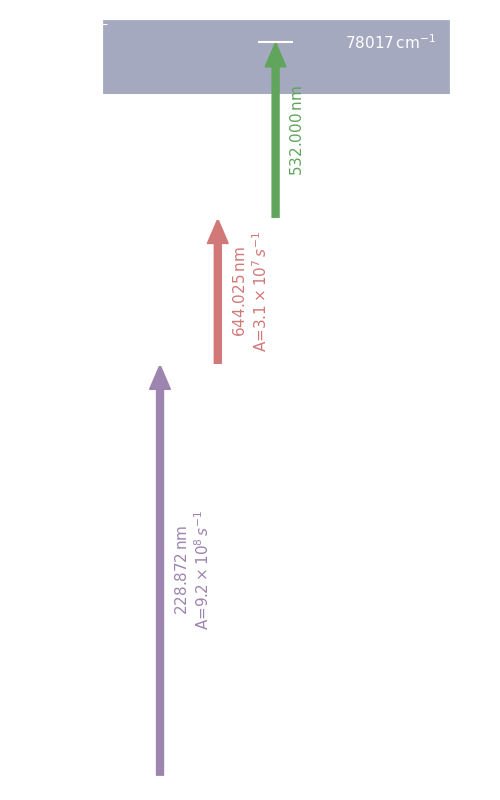 78017 cm⁻¹
532.000 nm
644.025 nm
A=3.1 × 10⁷ s⁻¹
228.872 nm
A=9.2 × 10⁸ s⁻¹